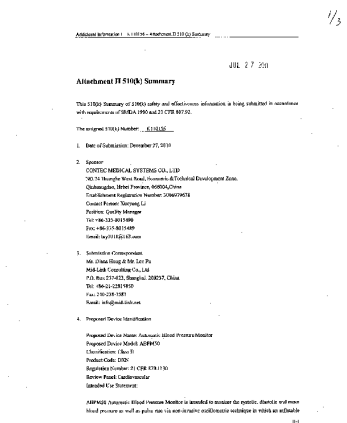 1/3
Additional Information I K110156 – Attachment II 510(k) Summary
JUL 27 2011
Attachment II 510(k) Summary
This 510(k) Summary of 510(k) safety and effectiveness information is being submitted in accordance
with requirements of SMDA 1990 and 21 CFR 807.92.
The assigned 510(k) Number:
1. Date of Submission: December 27, 2010
2. Sponsor
CONTEC MEDICAL SYSTEMS CO., LTD
NO. 24 Huanghe West Road, Economic & Technical Development Zone,
Qinhuangdao, Hebei Province, 066004, China
Establishment Registration Number:
Contact Person: Xueyong Li
Position: Quality Manager
Tel: +86-335-8015490
Fax: +86-335-8015489
Email:
3. Submission Correspondent
Ms. Diana Hong & Mr. Lee Fu
Mid-Link Consulting Co., Ltd
P.O. Box 237-023, Shanghai, 200237, China
Tel: +86-21-22815850
Fax: 240-238-7587
Email: info@mid-link.net
4. Proposed Device Identification
Proposed Device Name: Automatic Blood Pressure Monitor
Proposed Device Model: ABPM50
Classification: Class II
Product Code: DXN
Regulation Number: 21 CFR 870.1130
Review Panel: Cardiovascular
Intended Use Statement:
ABPM50 Automatic Blood Pressure Monitor is intended to monitor the systolic, diastolic and mean
blood pressure as well as pulse rate via non-invasive oscillometric technique in which an inflatable